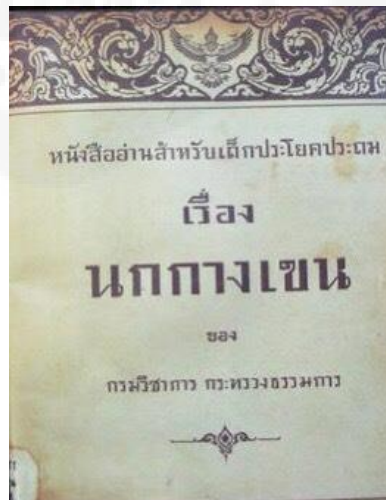 หนังสืออ่านสำหรับเด็กประโยคประถม
เรื่อง
นกกางเขน
ของ
กรมวิชาการ กระทรวงธรรมการ